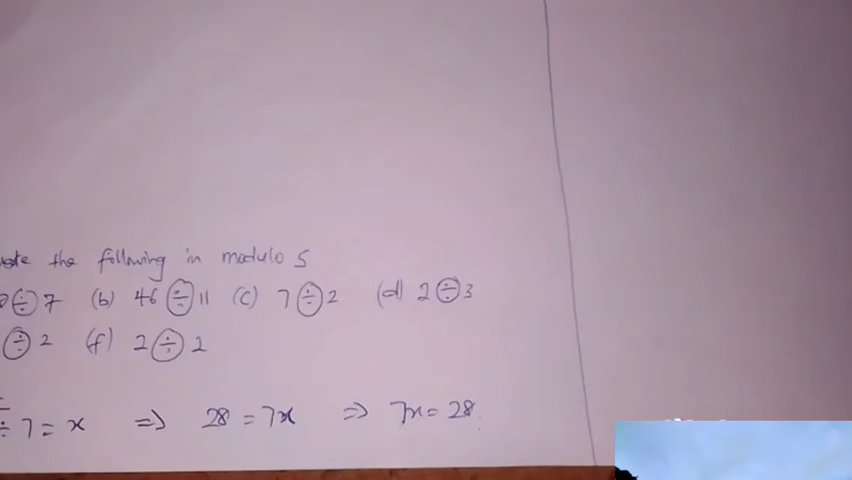 the following in modulo 5
÷ 7 (b) 46 ÷ 11 (c) 7 ÷ 2 (d) 2 ÷ 3
÷ 2 (f) 2 ÷ 2
÷ 7 = x ⇒ 28 = 7x ⇒ 7x = 28